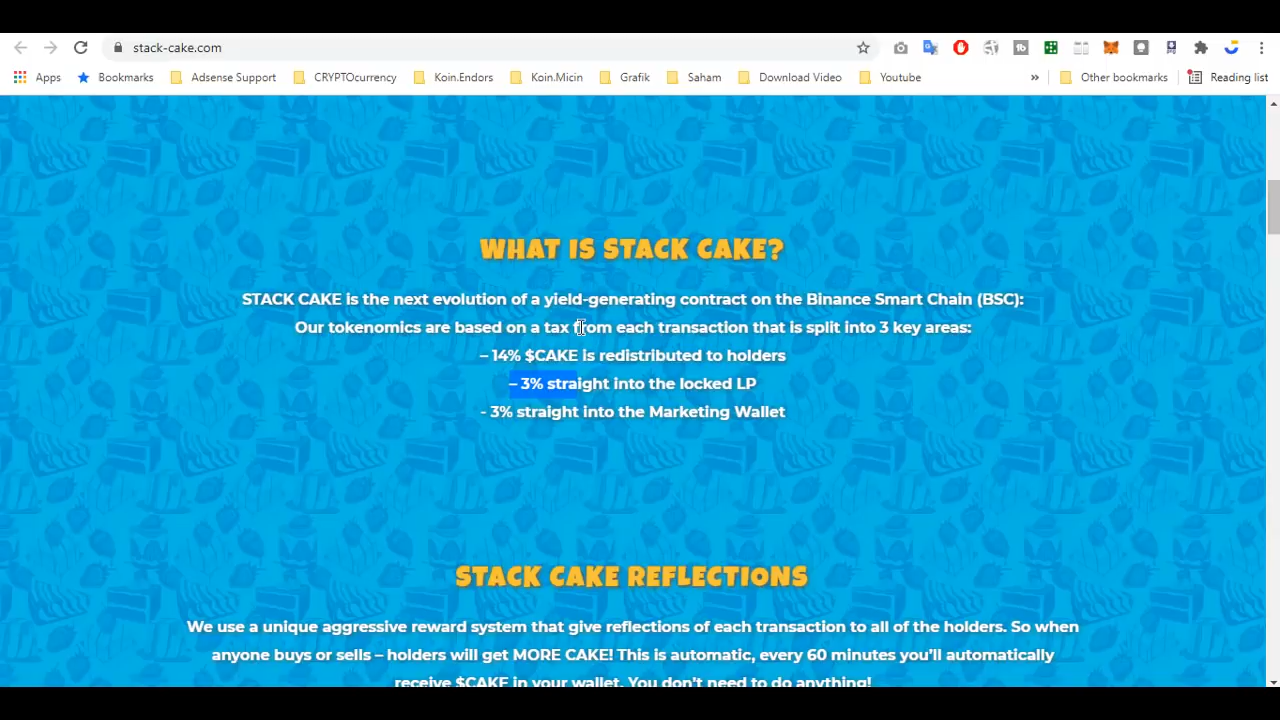 stack-cake.com
Apps Bookmarks Adsense Support CRYPTOcurrency Koin.Endors Koin.Micin Grafik Saham Download Video Youtube » Other bookmarks Reading list
WHAT IS STACK CAKE?
STACK CAKE is the next evolution of a yield-generating contract on the Binance Smart Chain (BSC):
Our tokenomics are based on a tax from each transaction that is split into 3 key areas:
– 14% $CAKE is redistributed to holders
– 3% straight into the locked LP
- 3% straight into the Marketing Wallet
STACK CAKE REFLECTIONS
We use a unique aggressive reward system that give reflections of each transaction to all of the holders. So when
anyone buys or sells – holders will get MORE CAKE! This is automatic, every 60 minutes you'll automatically
receive $CAKE in your wallet. You don't need to do anything!